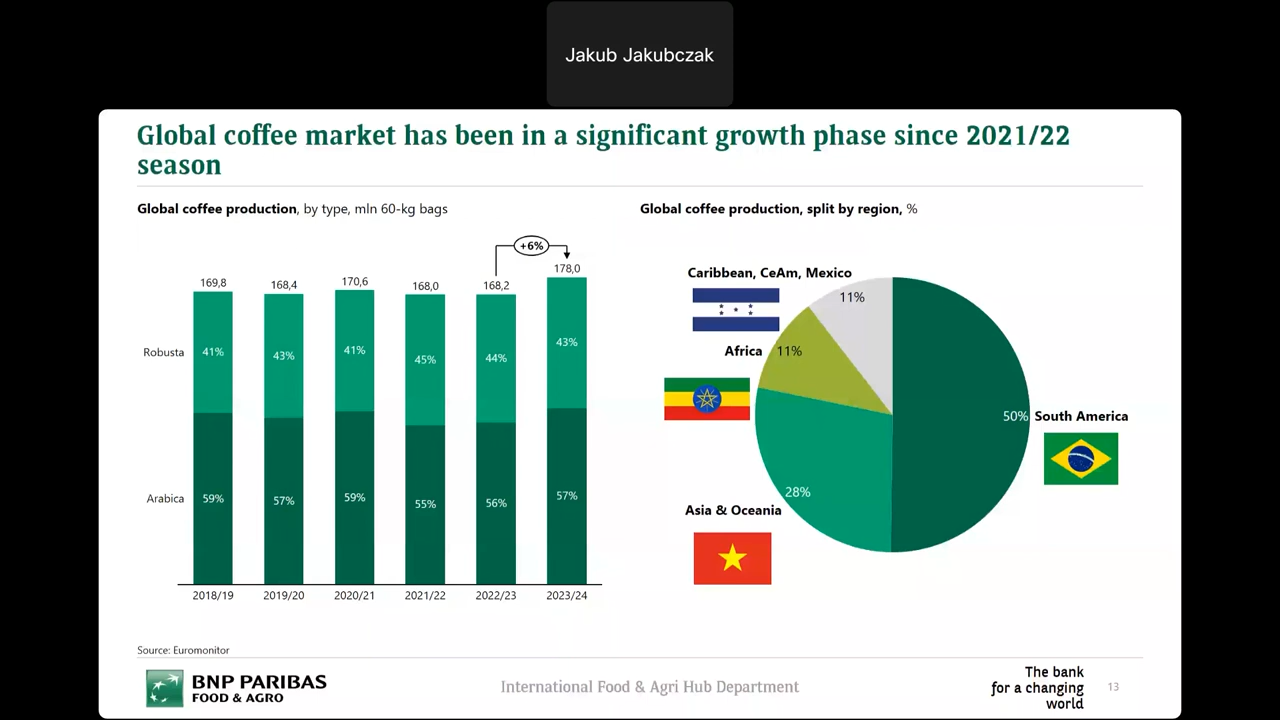 Jakub Jakubczak
Global coffee market has been in a significant growth phase since 2021/22
season
Global coffee production, by type, mln 60-kg bags
+6%
169,8
168,4
170,6
168,0
168,2
178,0
Robusta
41%
43%
41%
45%
44%
43%
Arabica
59%
57%
59%
55%
56%
57%
2018/19
2019/20
2020/21
2021/22
2022/23
2023/24
Global coffee production, split by region, %
Caribbean, CeAm, Mexico
11%
Africa
11%
50%
South America
28%
Asia & Oceania
Source: Euromonitor
BNP PARIBAS
FOOD & AGRO
International Food & Agri Hub Department
The bank
for a changing
world
13